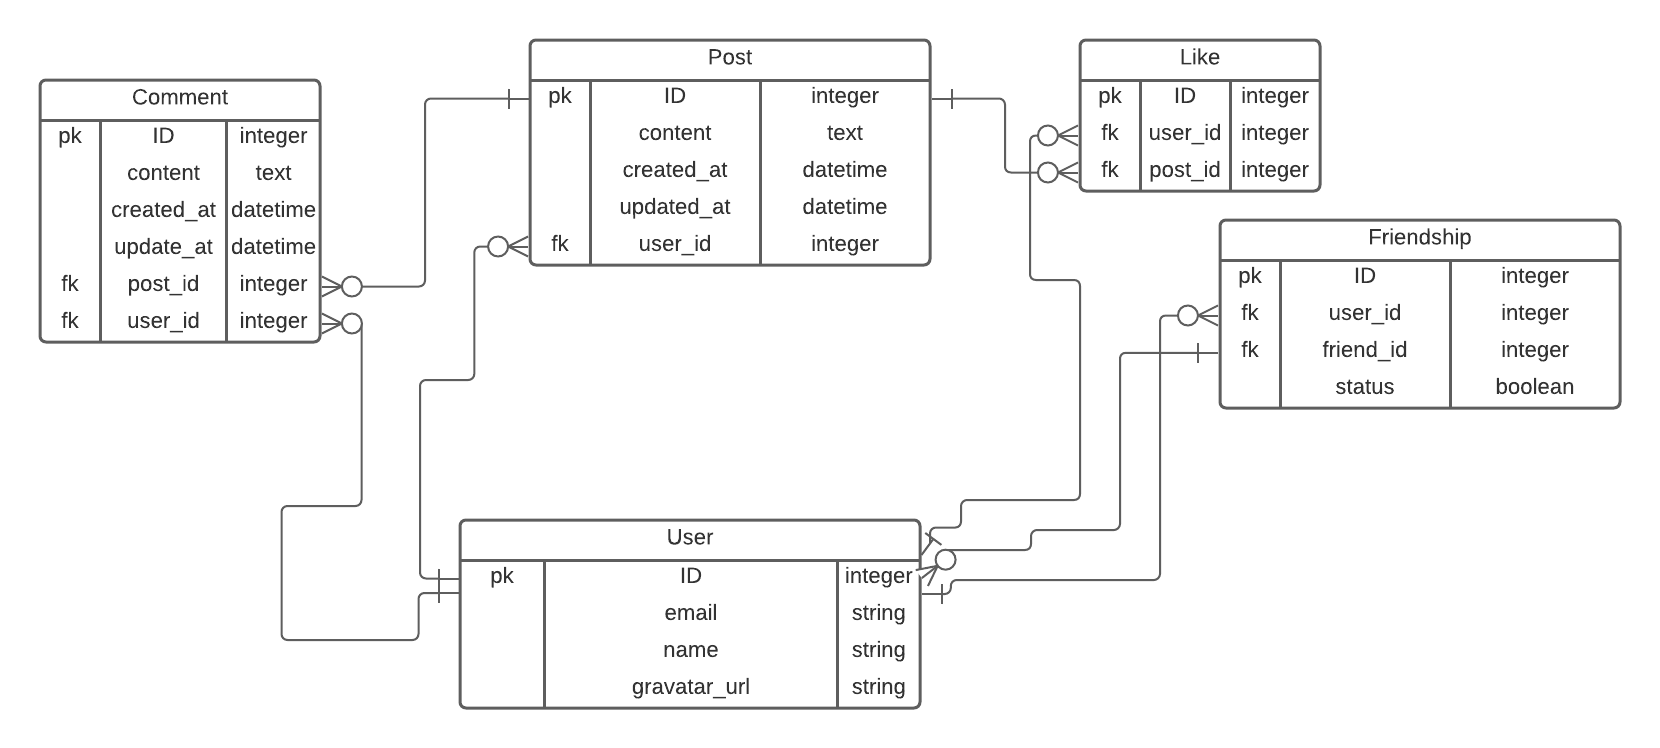 Comment
pk ID integer
content text
created_at datetime
update_at datetime
fk post_id integer
fk user_id integer
Post
pk ID integer
content text
created_at datetime
updated_at datetime
fk user_id integer
Like
pk ID integer
fk user_id integer
fk post_id integer
Friendship
pk ID integer
fk user_id integer
fk friend_id integer
status boolean
User
pk ID integer
email string
name string
gravatar_url string